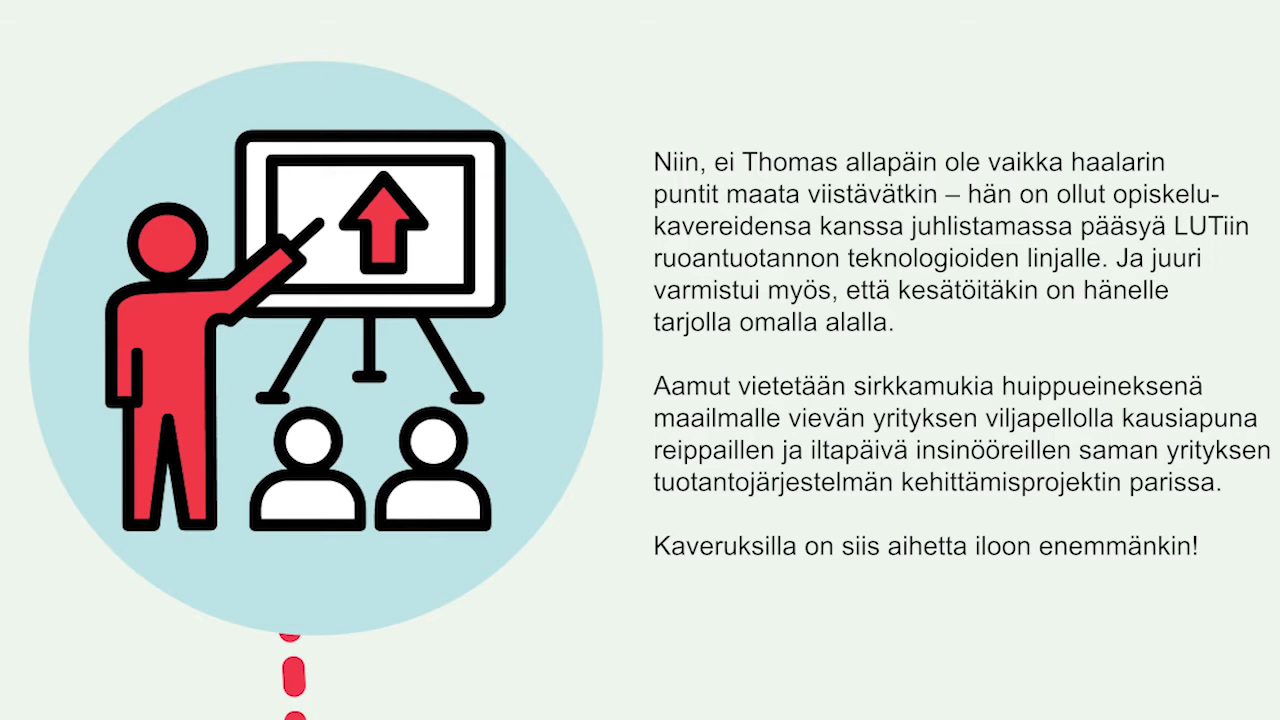 Niin, ei Thomas allapäin ole vaikka haalarin
puntit maata viistävätkin – hän on ollut opiskelu-
kavereidensa kanssa juhlistamassa pääsyä LUTiin
ruoantuotannon teknologioiden linjalle. Ja juuri
varmistui myös, että kesätöitäkin on hänelle
tarjolla omalla alalla.
Aamut vietetään sirkkamukia huippueineksenä
maailmalle vievän yrityksen viljapellolla kausiapuna
reippaillen ja iltapäivä insinööreillen saman yrityksen
tuotantojärjestelmän kehittämisprojektin parissa.
Kaveruksilla on siis aihetta iloon enemmänkin!